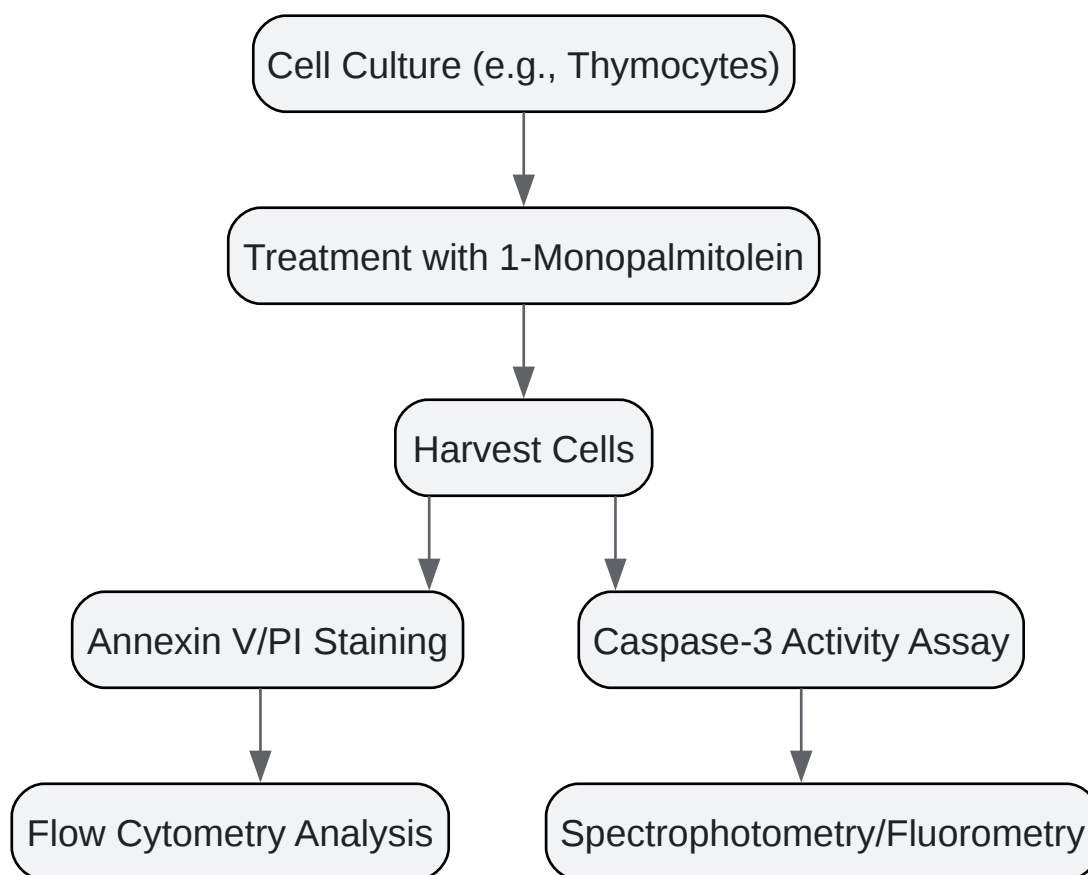 Cell Culture (e.g., Thymocytes)
Treatment with 1-Monopalmitolein
Harvest Cells
Annexin V/PI Staining
Caspase-3 Activity Assay
Flow Cytometry Analysis
Spectrophotometry/Fluorometry